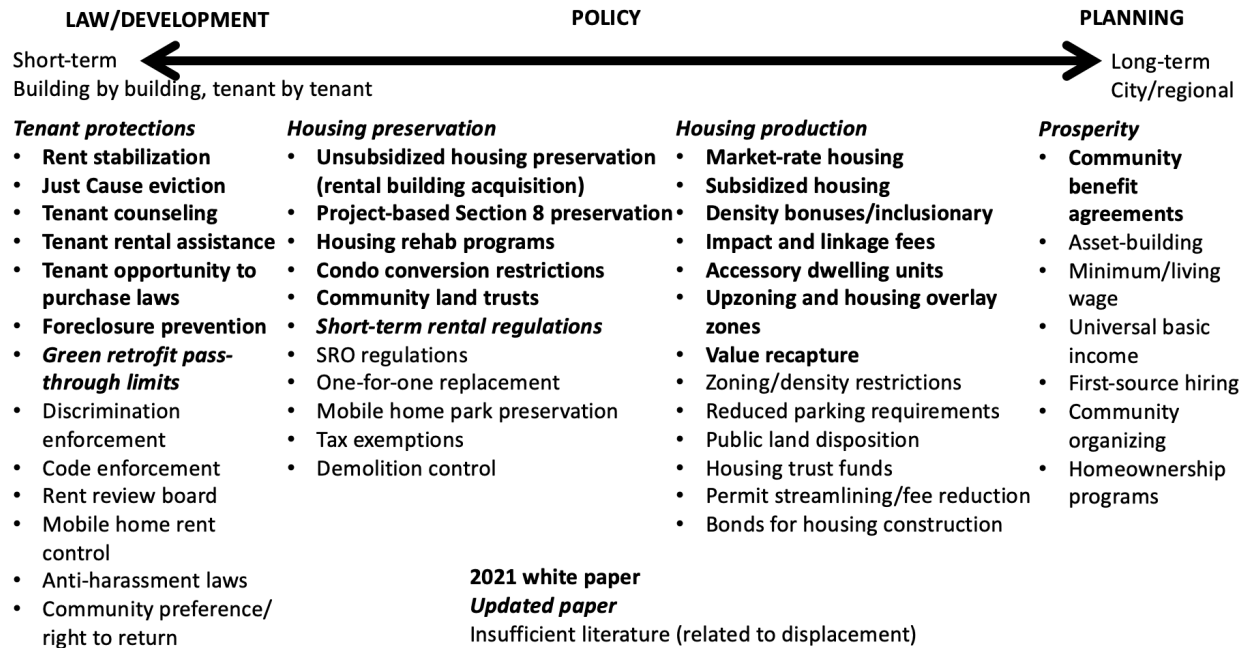 LAW/DEVELOPMENT
POLICY
PLANNING
Short-term
Building by building, tenant by tenant
Long-term
City/regional
Tenant protections
• Rent stabilization
• Just Cause eviction
• Tenant counseling
• Tenant rental assistance
• Tenant opportunity to
purchase laws
• Foreclosure prevention
• Green retrofit pass-
through limits
• Discrimination
enforcement
• Code enforcement
• Rent review board
• Mobile home rent
control
• Anti-harassment laws
• Community preference/
right to return
Housing preservation
• Unsubsidized housing preservation
(rental building acquisition)
• Project-based Section 8 preservation
• Housing rehab programs
• Condo conversion restrictions
• Community land trusts
• Short-term rental regulations
• SRO regulations
• One-for-one replacement
• Mobile home park preservation
• Tax exemptions
• Demolition control
Housing production
• Market-rate housing
• Subsidized housing
• Density bonuses/inclusionary
• Impact and linkage fees
• Accessory dwelling units
• Upzoning and housing overlay
zones
• Value recapture
• Zoning/density restrictions
• Reduced parking requirements
• Public land disposition
• Housing trust funds
• Permit streamlining/fee reduction
• Bonds for housing construction
Prosperity
• Community
benefit
agreements
• Asset-building
• Minimum/living
wage
• Universal basic
income
• First-source hiring
• Community
organizing
• Homeownership
programs
2021 white paper
Updated paper
Insufficient literature (related to displacement)